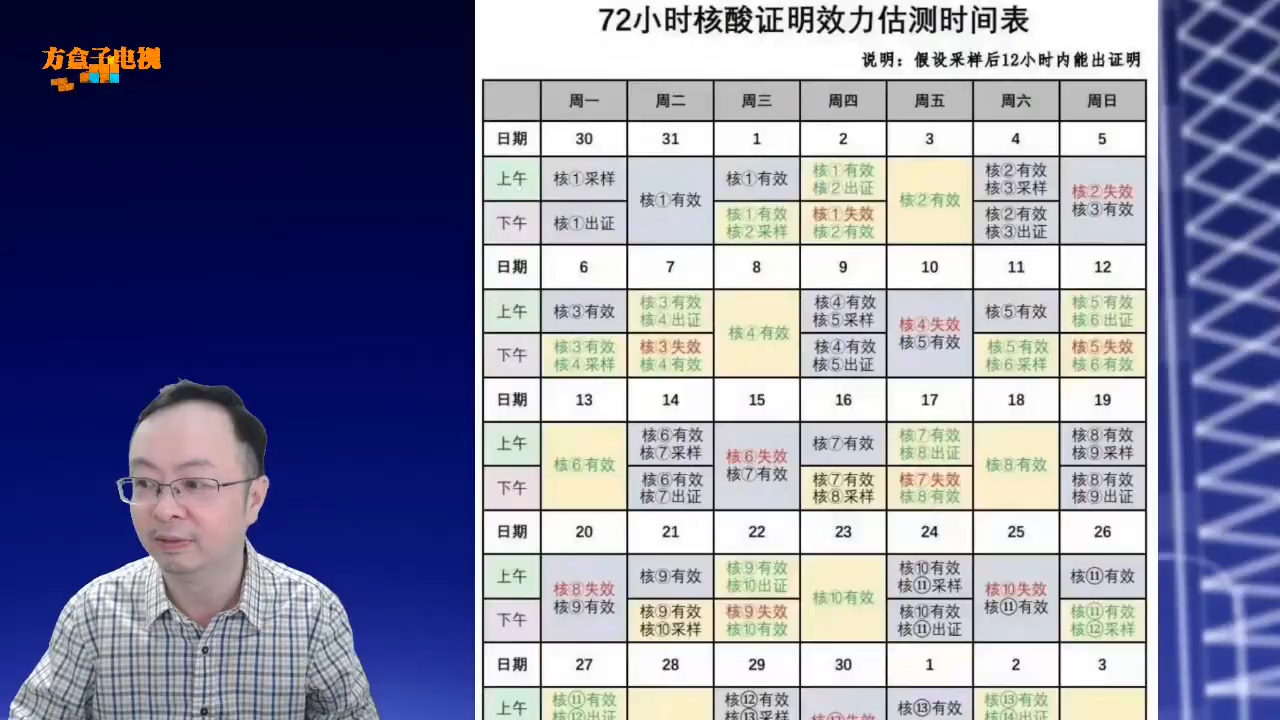 方盒子电视
72小时核酸证明效力估测时间表
说明：假设采样后12小时内能出证明
周一 周二 周三 周四 周五 周六 周日
日期 30 31 1 2 3 4 5
上午 核①采样 核①有效 核①有效 核①有效 核②有效 核②有效 核②失效
核②出证 核③采样 核③有效
下午 核①出证 核①有效 核①失效 核②有效
核②采样 核②有效 核③出证
日期 6 7 8 9 10 11 12
上午 核③有效 核③有效 核④有效 核④有效 核④失效 核⑤有效 核⑤有效
核④出证 核⑤采样 核⑤有效 核⑥出证
下午 核③有效 核③失效 核④有效 核⑤有效 核⑤失效
核④采样 核④有效 核⑤出证 核⑥采样 核⑥有效
日期 13 14 15 16 17 18 19
上午 核⑥有效 核⑥有效 核⑥失效 核⑦有效 核⑦有效 核⑧有效 核⑧有效
核⑦采样 核⑦有效 核⑧出证 核⑨采样
下午 核⑥有效 核⑦有效 核⑦失效 核⑧有效
核⑦出证 核⑧采样 核⑧有效 核⑨出证
日期 20 21 22 23 24 25 26
上午 核⑧失效 核⑨有效 核⑨有效 核⑩有效 核⑩有效 核⑩失效 核⑪有效
核⑨有效 核⑩出证 核⑪采样 核⑪有效
下午 核⑨有效 核⑨失效 核⑩有效 核⑪有效
核⑩采样 核⑩有效 核⑪出证 核⑫采样
日期 27 28 29 30 1 2 3
上午 核⑪有效 核⑫有效 核⑬有效 核⑬有效
核⑫出证 核⑬采样